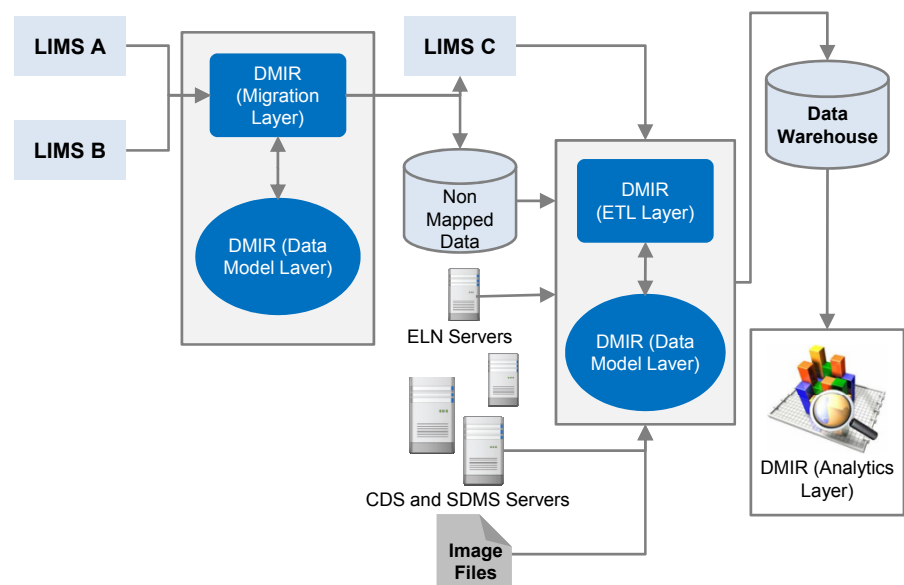 LIMS A
LIMS B
DMIR
(Migration
Layer)
DMIR (Data
Model Laver)
LIMS C
Non
Mapped
Data
ELN Servers
CDS and SDMS Servers
Image
Files
DMIR
(ETL Layer)
DMIR (Data
Model Laver)
Data
Warehouse
DMIR (Analytics
Layer)